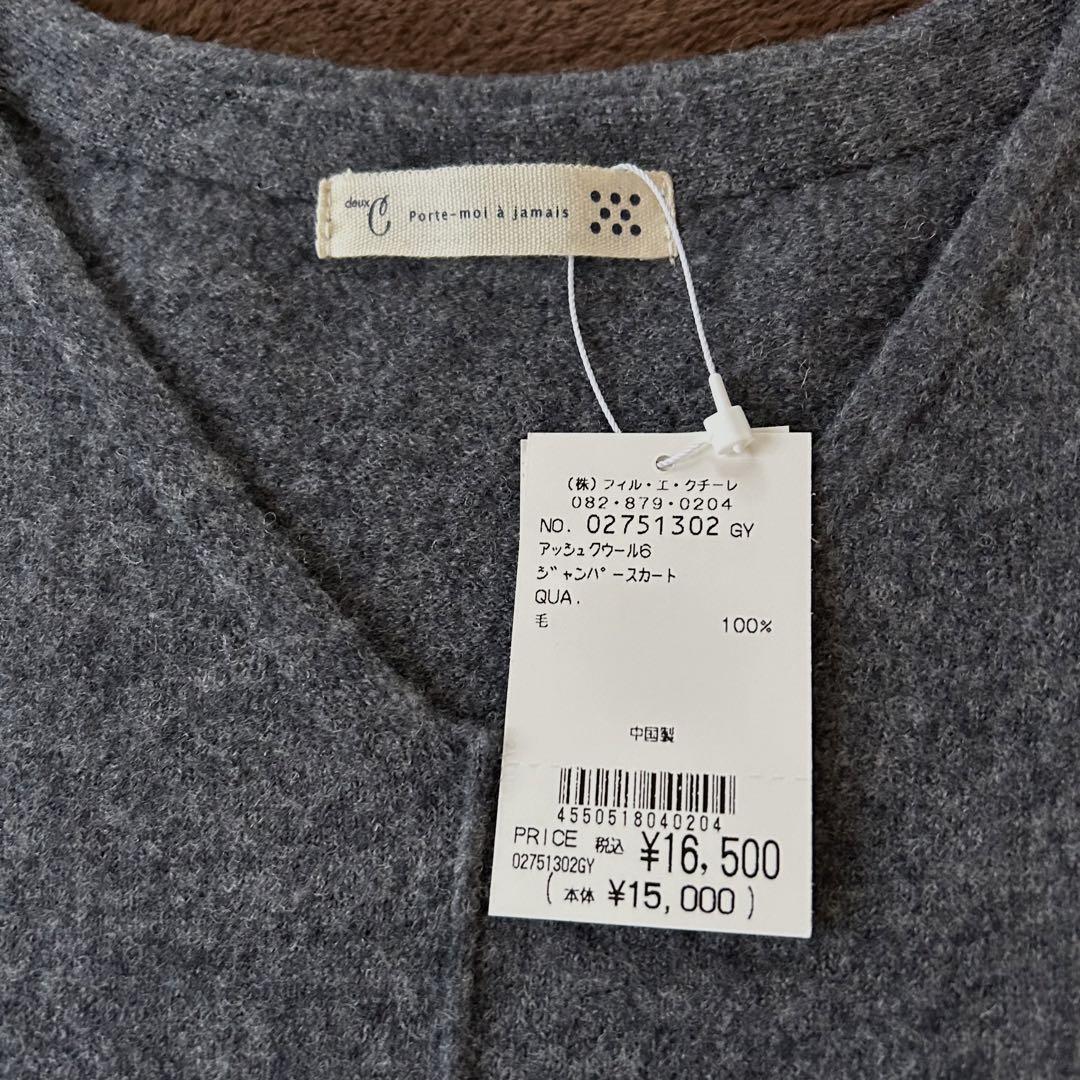 deux C Porte-moi à jamais
(株)フィル・エ・クチーレ
082・879・0204
NO. 02751302 GY
アッシュクウール6
ジャンパースカート
QUA.
毛 100%
中国製
4550518040204
PRICE 税込 ¥16,500
02751302GY
(本体 ¥15,000)